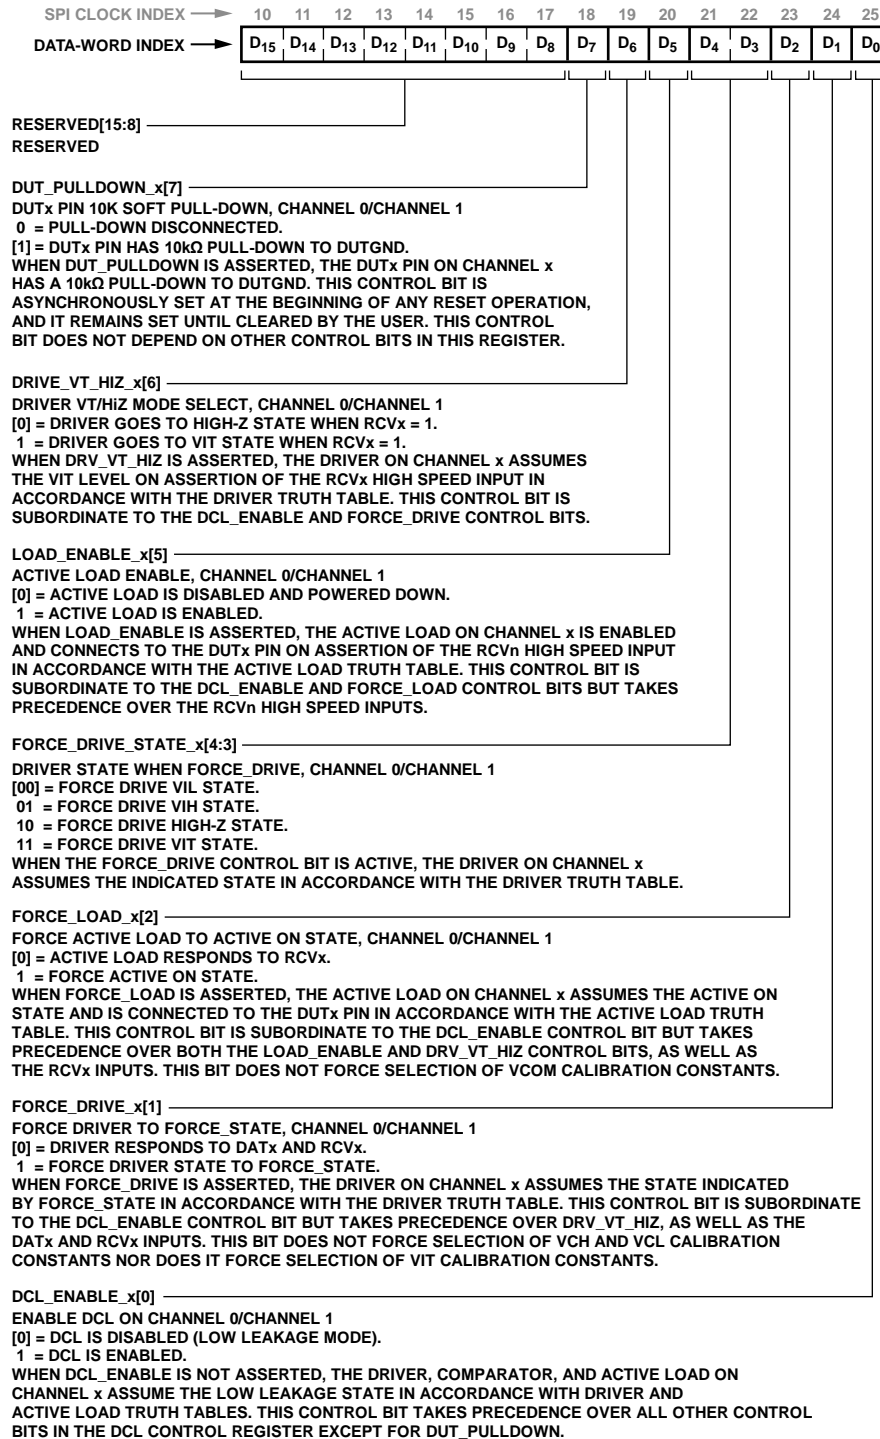 SPI CLOCK INDEX 10 11 12 13 14 15 16 17 18 19 20 21 22 23 24 25
DATA-WORD INDEX D15 D14 D13 D12 D11 D10 D9 D8 D7 D6 D5 D4 D3 D2 D1 D0
RESERVED[15:8]
RESERVED
DUT_PULLDOWN_x[7]
DUTx PIN 10K SOFT PULL-DOWN, CHANNEL 0/CHANNEL 1
0 = PULL-DOWN DISCONNECTED.
[1] = DUTx PIN HAS 10kΩ PULL-DOWN TO DUTGND.
WHEN DUT_PULLDOWN IS ASSERTED, THE DUTx PIN ON CHANNEL x
HAS A 10kΩ PULL-DOWN TO DUTGND. THIS CONTROL BIT IS
ASYNCHRONOUSLY SET AT THE BEGINNING OF ANY RESET OPERATION,
AND IT REMAINS SET UNTIL CLEARED BY THE USER. THIS CONTROL
BIT DOES NOT DEPEND ON OTHER CONTROL BITS IN THIS REGISTER.
DRIVE_VT_HIZ_x[6]
DRIVER VT/HiZ MODE SELECT, CHANNEL 0/CHANNEL 1
[0] = DRIVER GOES TO HIGH-Z STATE WHEN RCVx = 1.
1 = DRIVER GOES TO VIT STATE WHEN RCVx = 1.
WHEN DRV_VT_HIZ IS ASSERTED, THE DRIVER ON CHANNEL x ASSUMES
THE VIT LEVEL ON ASSERTION OF THE RCVx HIGH SPEED INPUT IN
ACCORDANCE WITH THE DRIVER TRUTH TABLE. THIS CONTROL BIT IS
SUBORDINATE TO THE DCL_ENABLE AND FORCE_DRIVE CONTROL BITS.
LOAD_ENABLE_x[5]
ACTIVE LOAD ENABLE, CHANNEL 0/CHANNEL 1
[0] = ACTIVE LOAD IS DISABLED AND POWERED DOWN.
1 = ACTIVE LOAD IS ENABLED.
WHEN LOAD_ENABLE IS ASSERTED, THE ACTIVE LOAD ON CHANNEL x IS ENABLED
AND CONNECTS TO THE DUTx PIN ON ASSERTION OF THE RCVn HIGH SPEED INPUT
IN ACCORDANCE WITH THE ACTIVE LOAD TRUTH TABLE. THIS CONTROL BIT IS
SUBORDINATE TO THE DCL_ENABLE AND FORCE_LOAD CONTROL BITS BUT TAKES
PRECEDENCE OVER THE RCVn HIGH SPEED INPUTS.
FORCE_DRIVE_STATE_x[4:3]
DRIVER STATE WHEN FORCE_DRIVE, CHANNEL 0/CHANNEL 1
[00] = FORCE DRIVE VIL STATE.
01 = FORCE DRIVE VIH STATE.
10 = FORCE DRIVE HIGH-Z STATE.
11 = FORCE DRIVE VIT STATE.
WHEN THE FORCE_DRIVE CONTROL BIT IS ACTIVE, THE DRIVER ON CHANNEL x
ASSUMES THE INDICATED STATE IN ACCORDANCE WITH THE DRIVER TRUTH TABLE.
FORCE_LOAD_x[2]
FORCE ACTIVE LOAD TO ACTIVE ON STATE, CHANNEL 0/CHANNEL 1
[0] = ACTIVE LOAD RESPONDS TO RCVx.
1 = FORCE ACTIVE ON STATE.
WHEN FORCE_LOAD IS ASSERTED, THE ACTIVE LOAD ON CHANNEL x ASSUMES THE ACTIVE ON
STATE AND IS CONNECTED TO THE DUTx PIN IN ACCORDANCE WITH THE ACTIVE LOAD TRUTH
TABLE. THIS CONTROL BIT IS SUBORDINATE TO THE DCL_ENABLE CONTROL BIT BUT TAKES
PRECEDENCE OVER BOTH THE LOAD_ENABLE AND DRV_VT_HIZ CONTROL BITS, AS WELL AS
THE RCVx INPUTS. THIS BIT DOES NOT FORCE SELECTION OF VCOM CALIBRATION CONSTANTS.
FORCE_DRIVE_x[1]
FORCE DRIVER TO FORCE_STATE, CHANNEL 0/CHANNEL 1
[0] = DRIVER RESPONDS TO DATx AND RCVx.
1 = FORCE DRIVER STATE TO FORCE_STATE.
WHEN FORCE_DRIVE IS ASSERTED, THE DRIVER ON CHANNEL x ASSUMES THE STATE INDICATED
BY FORCE_STATE IN ACCORDANCE WITH THE DRIVER TRUTH TABLE. THIS CONTROL BIT IS SUBORDINATE
TO THE DCL_ENABLE CONTROL BIT BUT TAKES PRECEDENCE OVER DRV_VT_HIZ, AS WELL AS THE
DATx AND RCVx INPUTS. THIS BIT DOES NOT FORCE SELECTION OF VCH AND VCL CALIBRATION
CONSTANTS NOR DOES IT FORCE SELECTION OF VIT CALIBRATION CONSTANTS.
DCL_ENABLE_x[0]
ENABLE DCL ON CHANNEL 0/CHANNEL 1
[0] = DCL IS DISABLED (LOW LEAKAGE MODE).
1 = DCL IS ENABLED.
WHEN DCL_ENABLE IS NOT ASSERTED, THE DRIVER, COMPARATOR, AND ACTIVE LOAD ON
CHANNEL x ASSUME THE LOW LEAKAGE STATE IN ACCORDANCE WITH DRIVER AND
ACTIVE LOAD TRUTH TABLES. THIS CONTROL BIT TAKES PRECEDENCE OVER ALL OTHER CONTROL
BITS IN THE DCL CONTROL REGISTER EXCEPT FOR DUT_PULLDOWN.